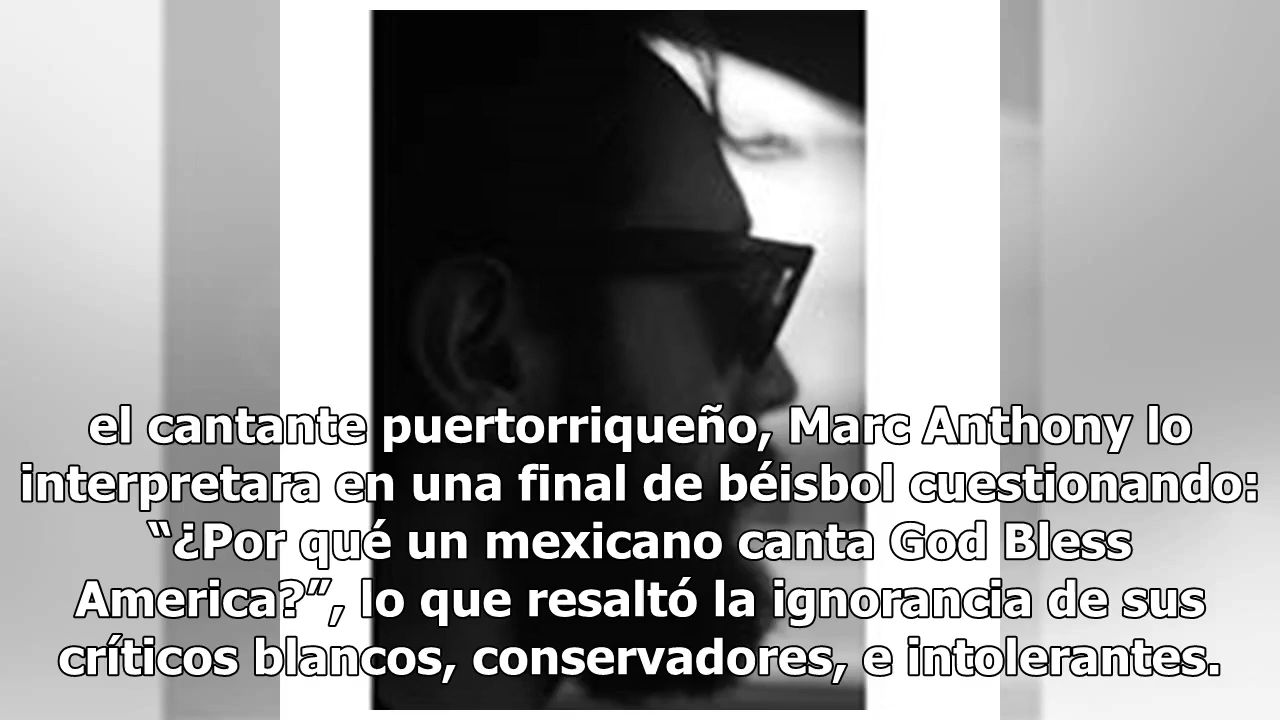 el cantante puertorriqueño, Marc Anthony lo
interpretara en una final de béisbol cuestionando:
“¿Por qué un mexicano canta God Bless
America?”, lo que resaltó la ignorancia de sus
críticos blancos, conservadores, e intolerantes.